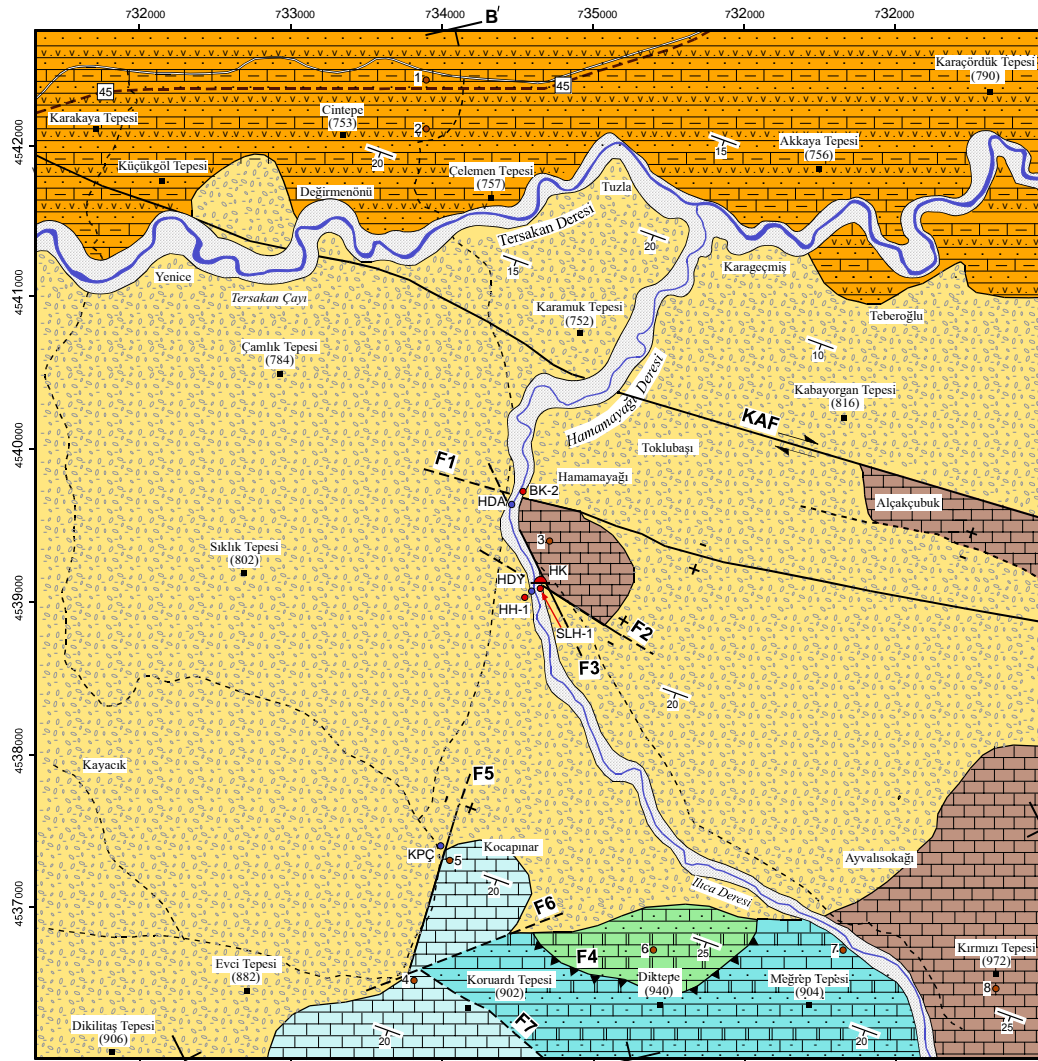 732000 733000 734000 735000 732000 732000
B
1
Karaçördük Tepesi
(790)
45
45
Karakaya Tepesi
Cintepe
(753)
2
4542000
20
15
Akkaya Tepesi
(756)
Küçükgöl Tepesi
Çelemen Tepesi
(757)
Değirmenönü
Tuzla
Tersakan Deresi
20
15
Yenice
Karageçmiş
4541000
Tersakan Çayı
Karamuk Tepesi
(752)
Teberoğlu
Çamlık Tepesi
(784)
10
Kabayorgan Tepesi
(816)
Hamamayağı Deresi
KAF
4540000
Toklubaşı
F1
Hamamayağı
BK-2
HDA
Alçakçubuk
3
Sıklık Tepesi
(802)
HK
HDY
4539000
HH-1
SLH-1
F2
F3
20
4538000
Kayacık
F5
Kocapınar
KPÇ
5
Ayvalısokağı
20
Ilıca Deresi
4537000
F6
6
25
7
Kırmızı Tepesi
(972)
F4
Evci Tepesi
(882)
4
Koruardı Tepesi
(902)
Diktepe
(940)
Meğrep Tepesi
(904)
8
F7
25
Dikilitaş Tepesi
(906)
20
20